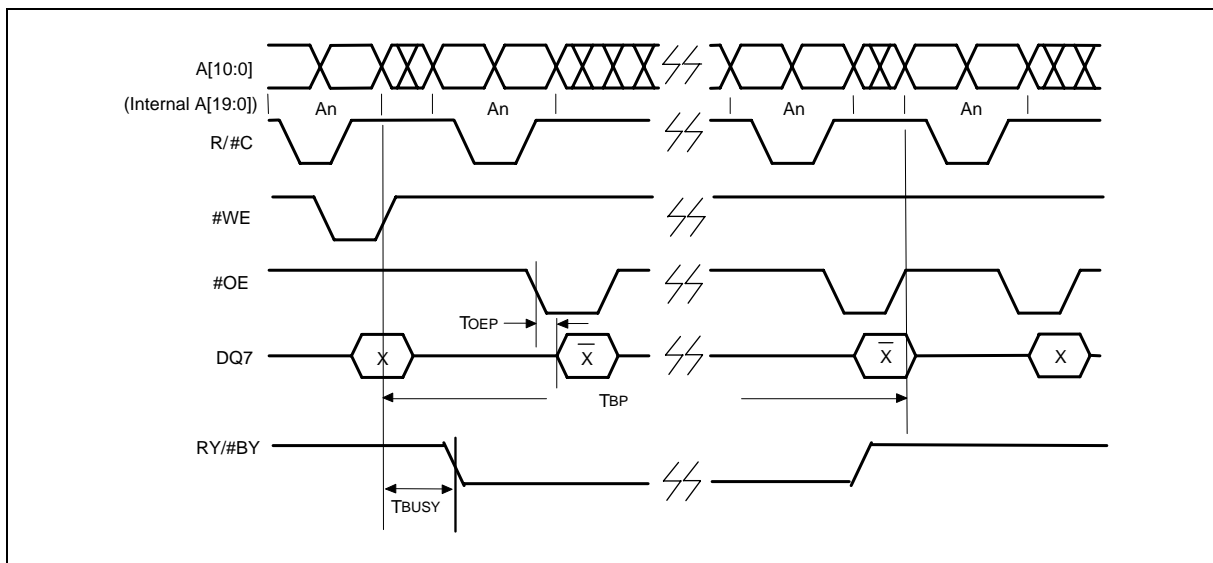 A[10:0]
(Internal A[19:0])
An An An An
R/#C
#WE
#OE
TOEP
DQ7
X X̅ X̅ X
TBP
RY/#BY
TBUSY